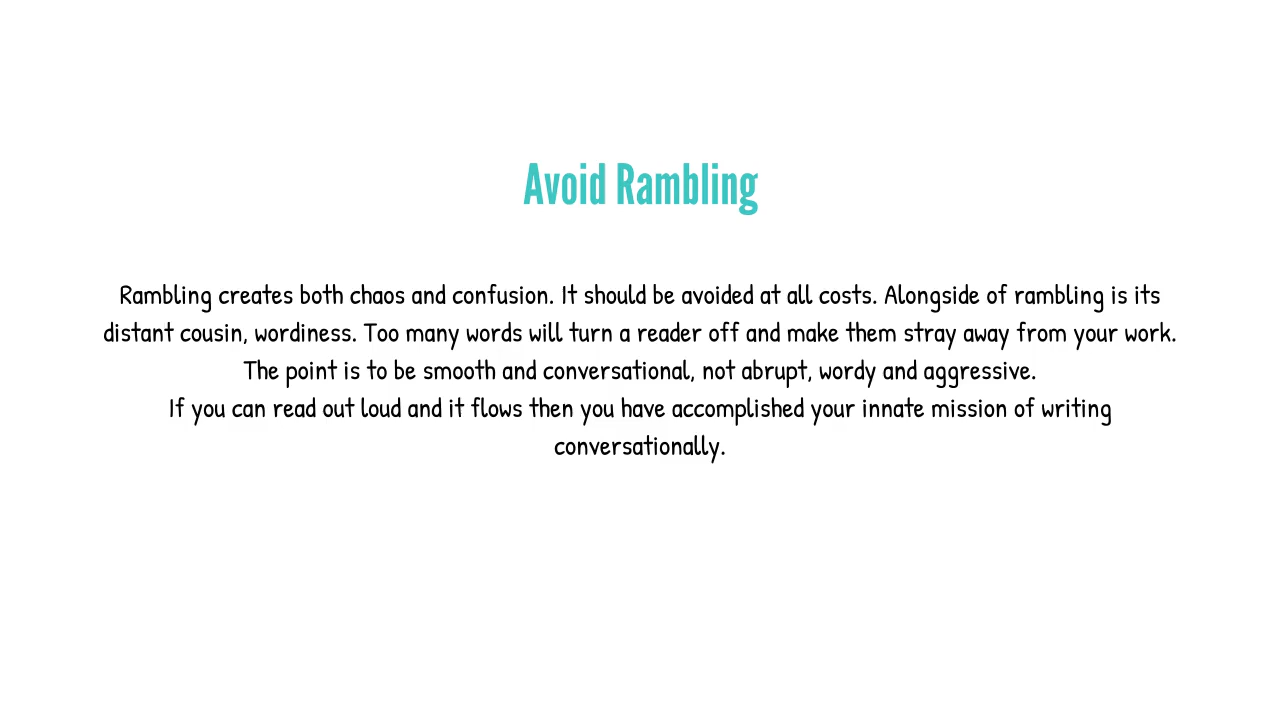 Avoid Rambling
Rambling creates both chaos and confusion. It should be avoided at all costs. Alongside of rambling is its
distant cousin, wordiness. Too many words will turn a reader off and make them stray away from your work.
The point is to be smooth and conversational, not abrupt, wordy and aggressive.
If you can read out loud and it flows then you have accomplished your innate mission of writing
conversationally.